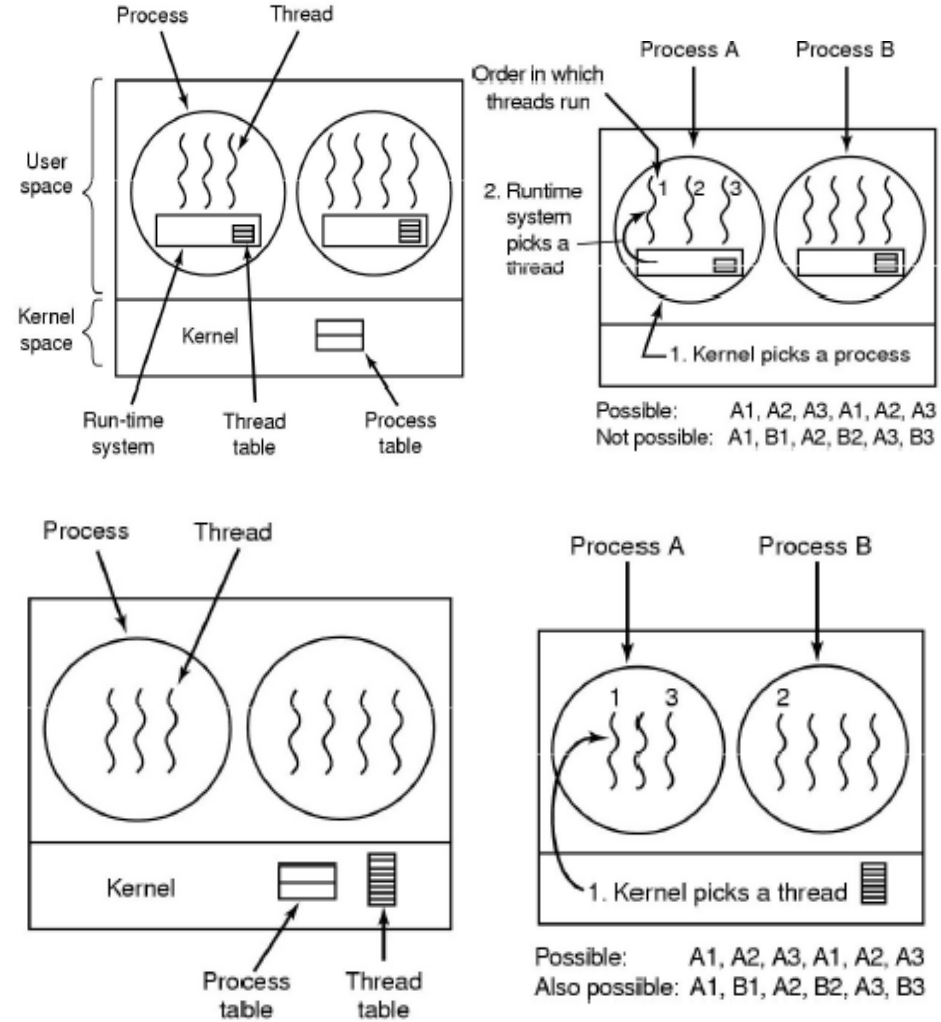 Process
Thread
User
space
Kernel
space
Kernel
Run-time
system
Thread
table
Process
table
Process A
Process B
Order in which
threads run
1 2 3
2. Runtime
system
picks a
thread
1. Kernel picks a process
Possible: A1, A2, A3, A1, A2, A3
Not possible: A1, B1, A2, B2, A3, B3
Process
Thread
Kernel
Process
table
Thread
table
Process A
Process B
1 3
2
1. Kernel picks a thread
Possible: A1, A2, A3, A1, A2, A3
Also possible: A1, B1, A2, B2, A3, B3